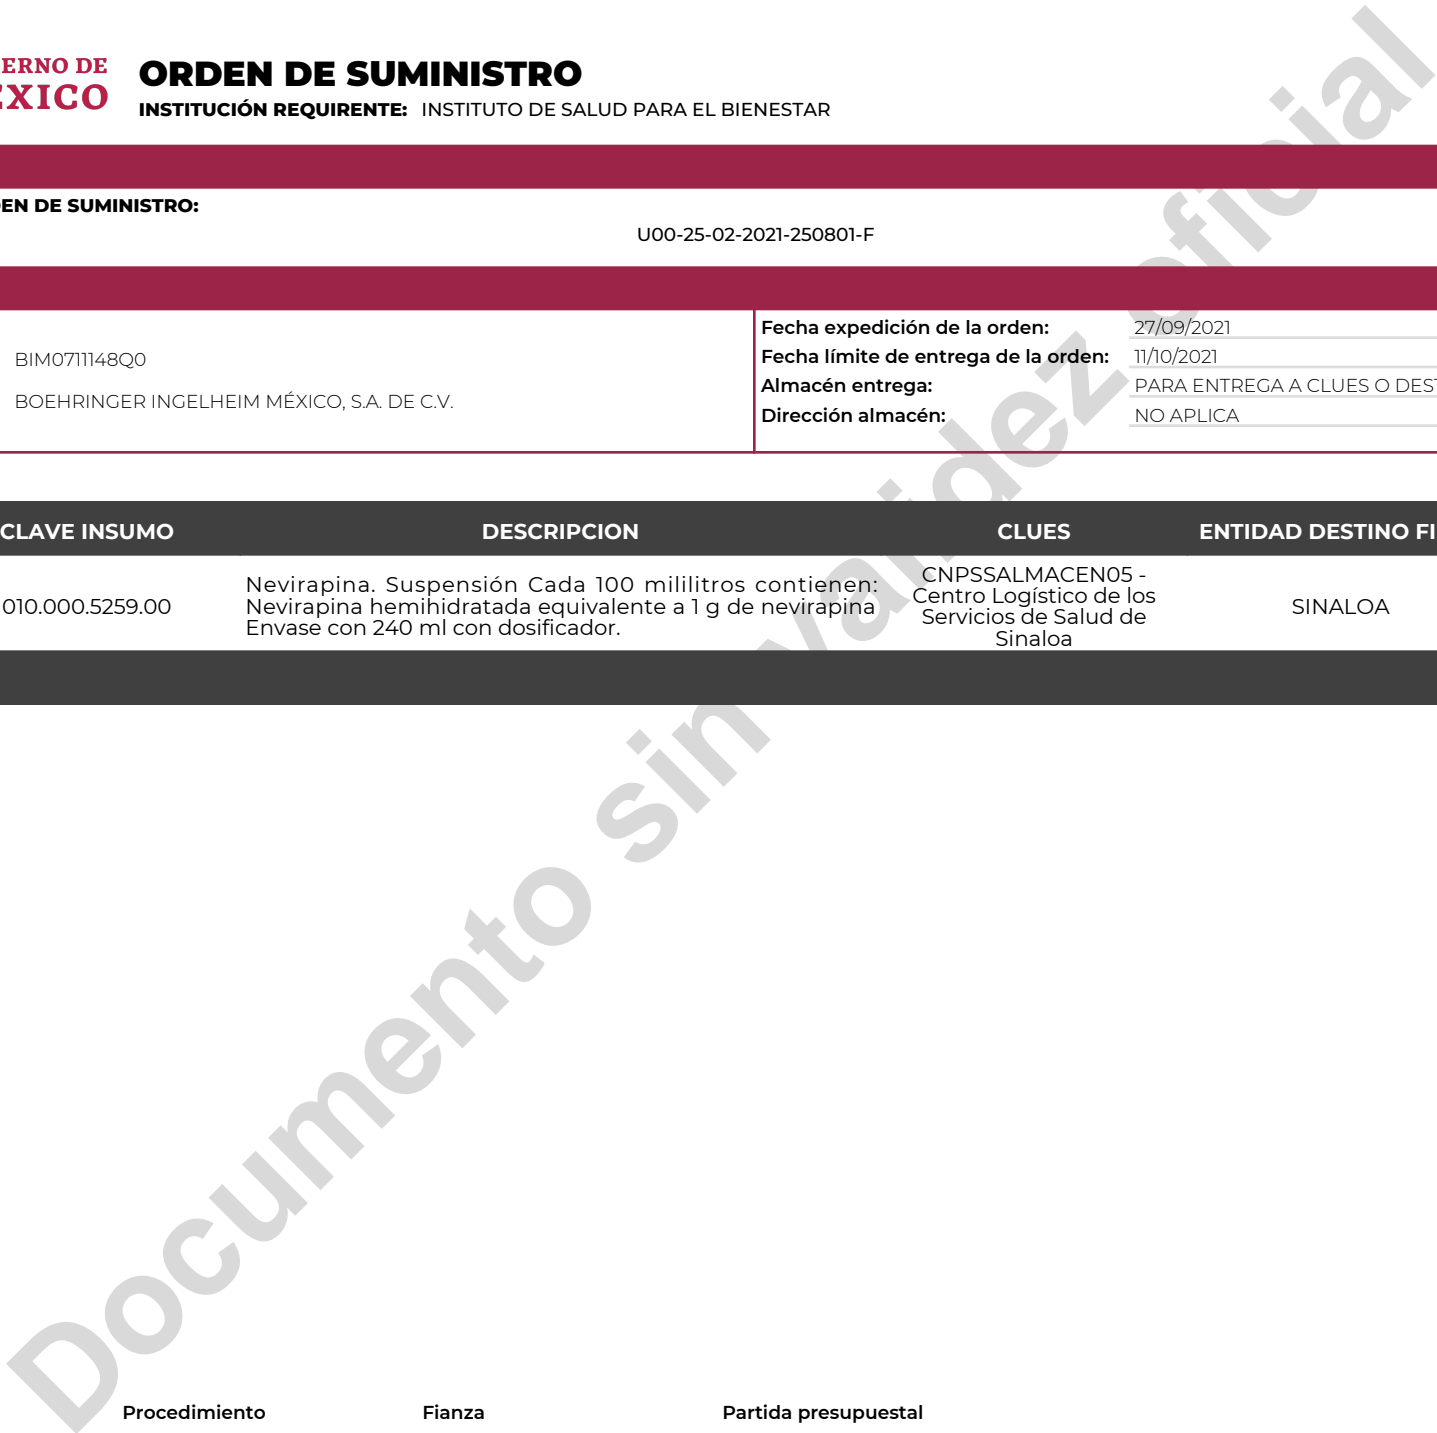 ERNO DE
ÉXICO
ORDEN DE SUMINISTRO
INSTITUCIÓN REQUIRENTE: INSTITUTO DE SALUD PARA EL BIENESTAR
EN DE SUMINISTRO:
U00-25-02-2021-250801-F
BIM0711148Q0
BOEHRINGER INGELHEIM MÉXICO, S.A. DE C.V.
Fecha expedición de la orden: 27/09/2021
Fecha límite de entrega de la orden: 11/10/2021
Almacén entrega: PARA ENTREGA A CLUES O DEST
Dirección almacén: NO APLICA
CLAVE INSUMO DESCRIPCION CLUES ENTIDAD DESTINO FI
010.000.5259.00
Nevirapina. Suspensión Cada 100 mililitros contienen:
Nevirapina hemihidratada equivalente a 1 g de nevirapina
Envase con 240 ml con dosificador.
CNPSSALMACEN05 -
Centro Logístico de los
Servicios de Salud de
Sinaloa
SINALOA
Documento sin validez oficial
Procedimiento Fianza Partida presupuestal